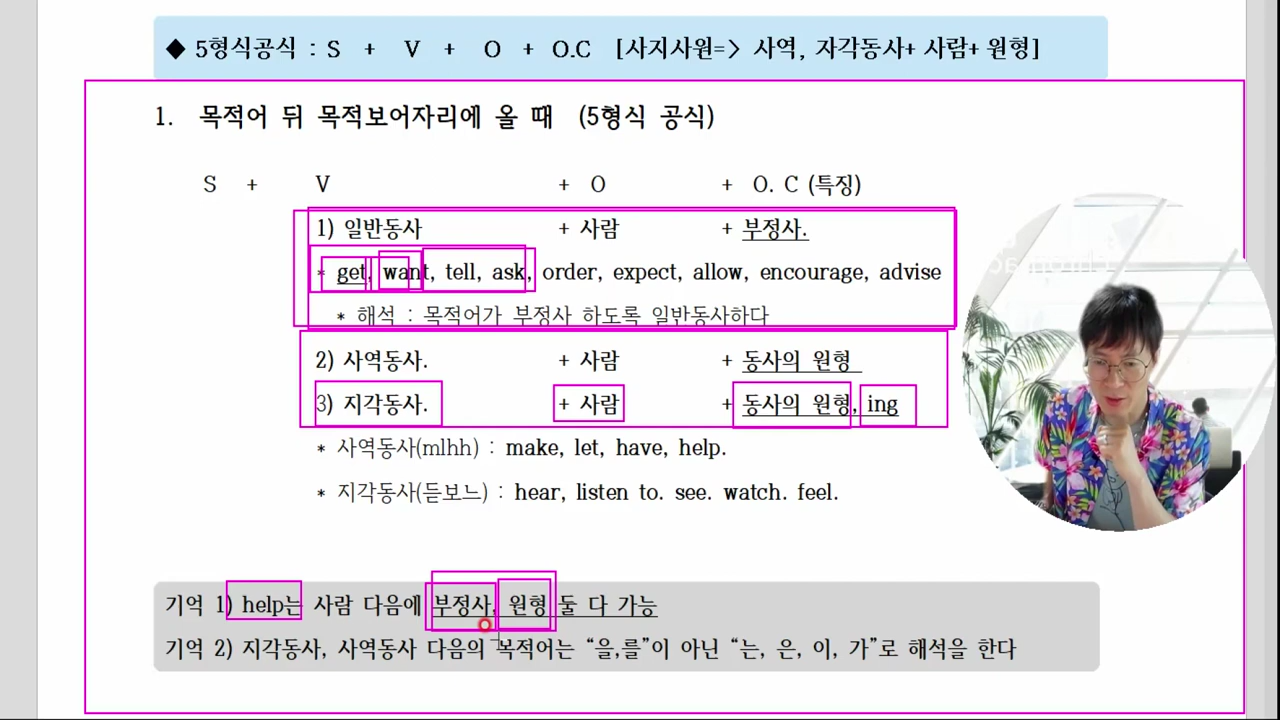 ◆ 5형식공식 : S + V + O + O.C [사지사원=> 사역, 지각동사+ 사람+ 원형]
1. 목적어 뒤 목적보어자리에 올 때 (5형식 공식)
S + V + O + O. C (특징)
1) 일반동사 + 사람 + 부정사.
* get, want, tell, ask, order, expect, allow, encourage, advise
* 해석 : 목적어가 부정사 하도록 일반동사하다
2) 사역동사. + 사람 + 동사의 원형
3) 지각동사. + 사람 + 동사의 원형, ing
* 사역동사(mlhh) : make, let, have, help.
* 지각동사(듣보느) : hear, listen to. see. watch. feel.
기억 1) help는 사람 다음에 부정사, 원형 둘 다 가능
기억 2) 지각동사, 사역동사 다음의 목적어는 “을,를”이 아닌 “는, 은, 이, 가”로 해석을 한다